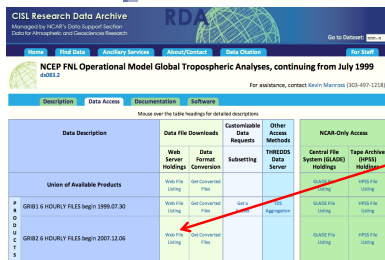 CISL Research Data Archive
RDA
Managed by NCAR's Data Support Section
Data for Atmospheric and Geosciences Research
Go to Dataset: nnn.n
Home Find Data Ancillary Services About/Contact Data Citation For Staff
NCEP FNL Operational Model Global Tropospheric Analyses, continuing from July 1999
ds083.2
For assistance, contact Kevin Manross (303-497-1218)
Description Data Access Documentation Software
Mouse over the table headings for detailed descriptions
Data Description Data File Downloads Customizable Data Requests Other Access Methods NCAR-Only Access
Web Server Holdings Data Format Conversion Subsetting THREDDS Data Server Central File System (GLADE) Holdings Tape Archive (HPSS) Holdings
Union of Available Products Web File Listing Get Converted Files GLADE File Listing HPSS File Listing
PRODUCTS
GRIB1 6 HOURLY FILES begin 1999.07.30 Web File Listing Get Converted Files Get a TDS Aggregation GLADE File Listing HPSS File Listing
GRIB2 6 HOURLY FILES begin 2007.12.06 Web File Listing Get Converted Files GLADE File Listing HPSS File Listing